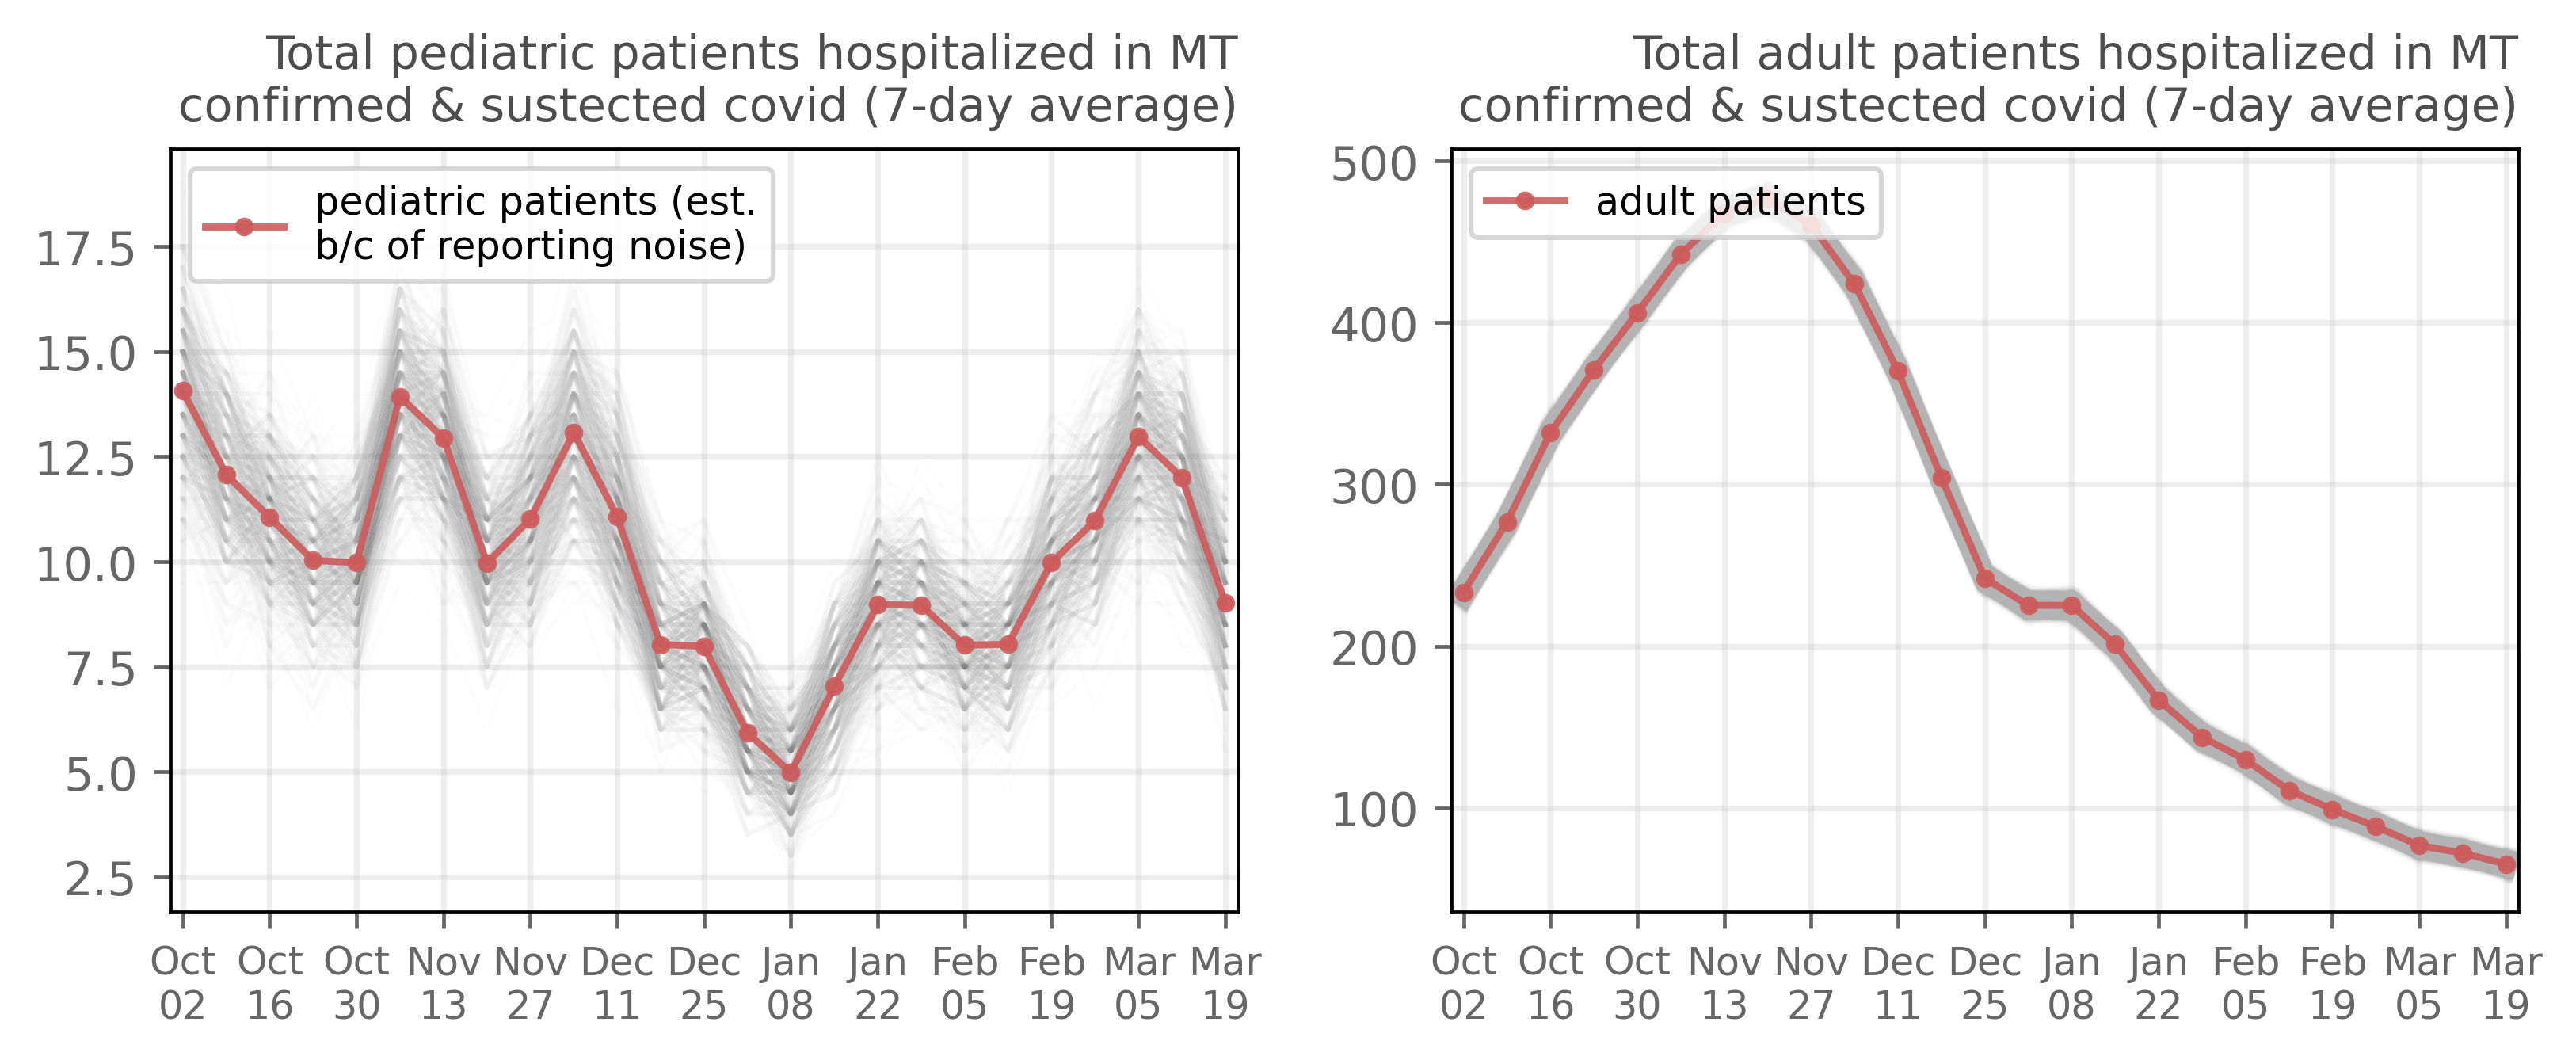 Total pediatric patients hospitalized in MT
confirmed & sustected covid (7-day average)
pediatric patients (est.
b/c of reporting noise)
17.5
15.0
12.5
10.0
7.5
5.0
2.5
Oct Oct Oct Nov Nov Dec Dec Jan Jan Feb Feb Mar Mar
02 16 30 13 27 11 25 08 22 05 19 05 19
Total adult patients hospitalized in MT
confirmed & sustected covid (7-day average)
adult patients
500
400
300
200
100
Oct Oct Oct Nov Nov Dec Dec Jan Jan Feb Feb Mar Mar
02 16 30 13 27 11 25 08 22 05 19 05 19